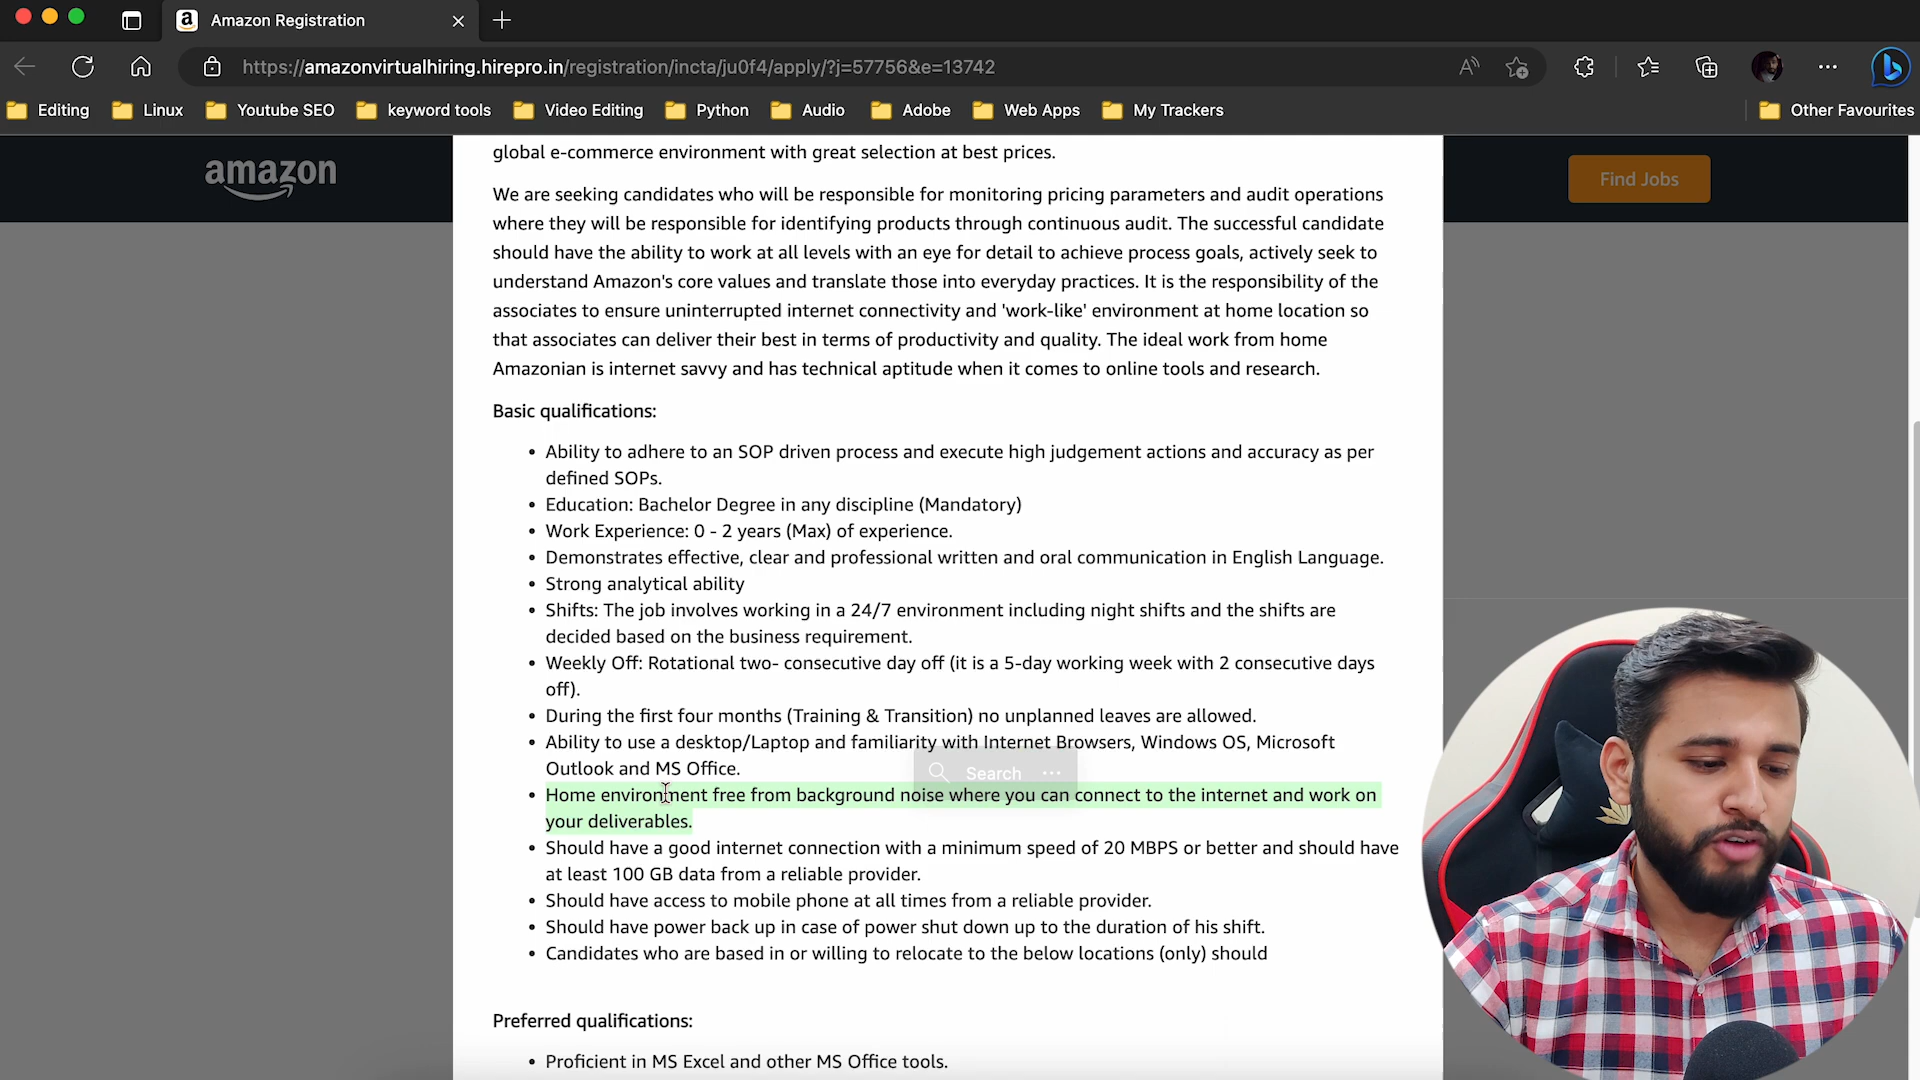 Amazon Registration
https://amazonvirtualhiring.hirepro.in/registration/incta/ju0f4/apply/?j=57756&e=13742
Editing Linux Youtube SEO keyword tools Video Editing Python Audio Adobe Web Apps My Trackers Other Favourites
amazon
Find Jobs
global e-commerce environment with great selection at best prices.
We are seeking candidates who will be responsible for monitoring pricing parameters and audit operations
where they will be responsible for identifying products through continuous audit. The successful candidate
should have the ability to work at all levels with an eye for detail to achieve process goals, actively seek to
understand Amazon's core values and translate those into everyday practices. It is the responsibility of the
associates to ensure uninterrupted internet connectivity and 'work-like' environment at home location so
that associates can deliver their best in terms of productivity and quality. The ideal work from home
Amazonian is internet savvy and has technical aptitude when it comes to online tools and research.
Basic qualifications:
• Ability to adhere to an SOP driven process and execute high judgement actions and accuracy as per
defined SOPs.
• Education: Bachelor Degree in any discipline (Mandatory)
• Work Experience: 0 - 2 years (Max) of experience.
• Demonstrates effective, clear and professional written and oral communication in English Language.
• Strong analytical ability
• Shifts: The job involves working in a 24/7 environment including night shifts and the shifts are
decided based on the business requirement.
• Weekly Off: Rotational two- consecutive day off (it is a 5-day working week with 2 consecutive days
off).
• During the first four months (Training & Transition) no unplanned leaves are allowed.
• Ability to use a desktop/Laptop and familiarity with Internet Browsers, Windows OS, Microsoft
Outlook and MS Office.
Search
• Home environment free from background noise where you can connect to the internet and work on
your deliverables.
• Should have a good internet connection with a minimum speed of 20 MBPS or better and should have
at least 100 GB data from a reliable provider.
• Should have access to mobile phone at all times from a reliable provider.
• Should have power back up in case of power shut down up to the duration of his shift.
• Candidates who are based in or willing to relocate to the below locations (only) should
Preferred qualifications:
• Proficient in MS Excel and other MS Office tools.